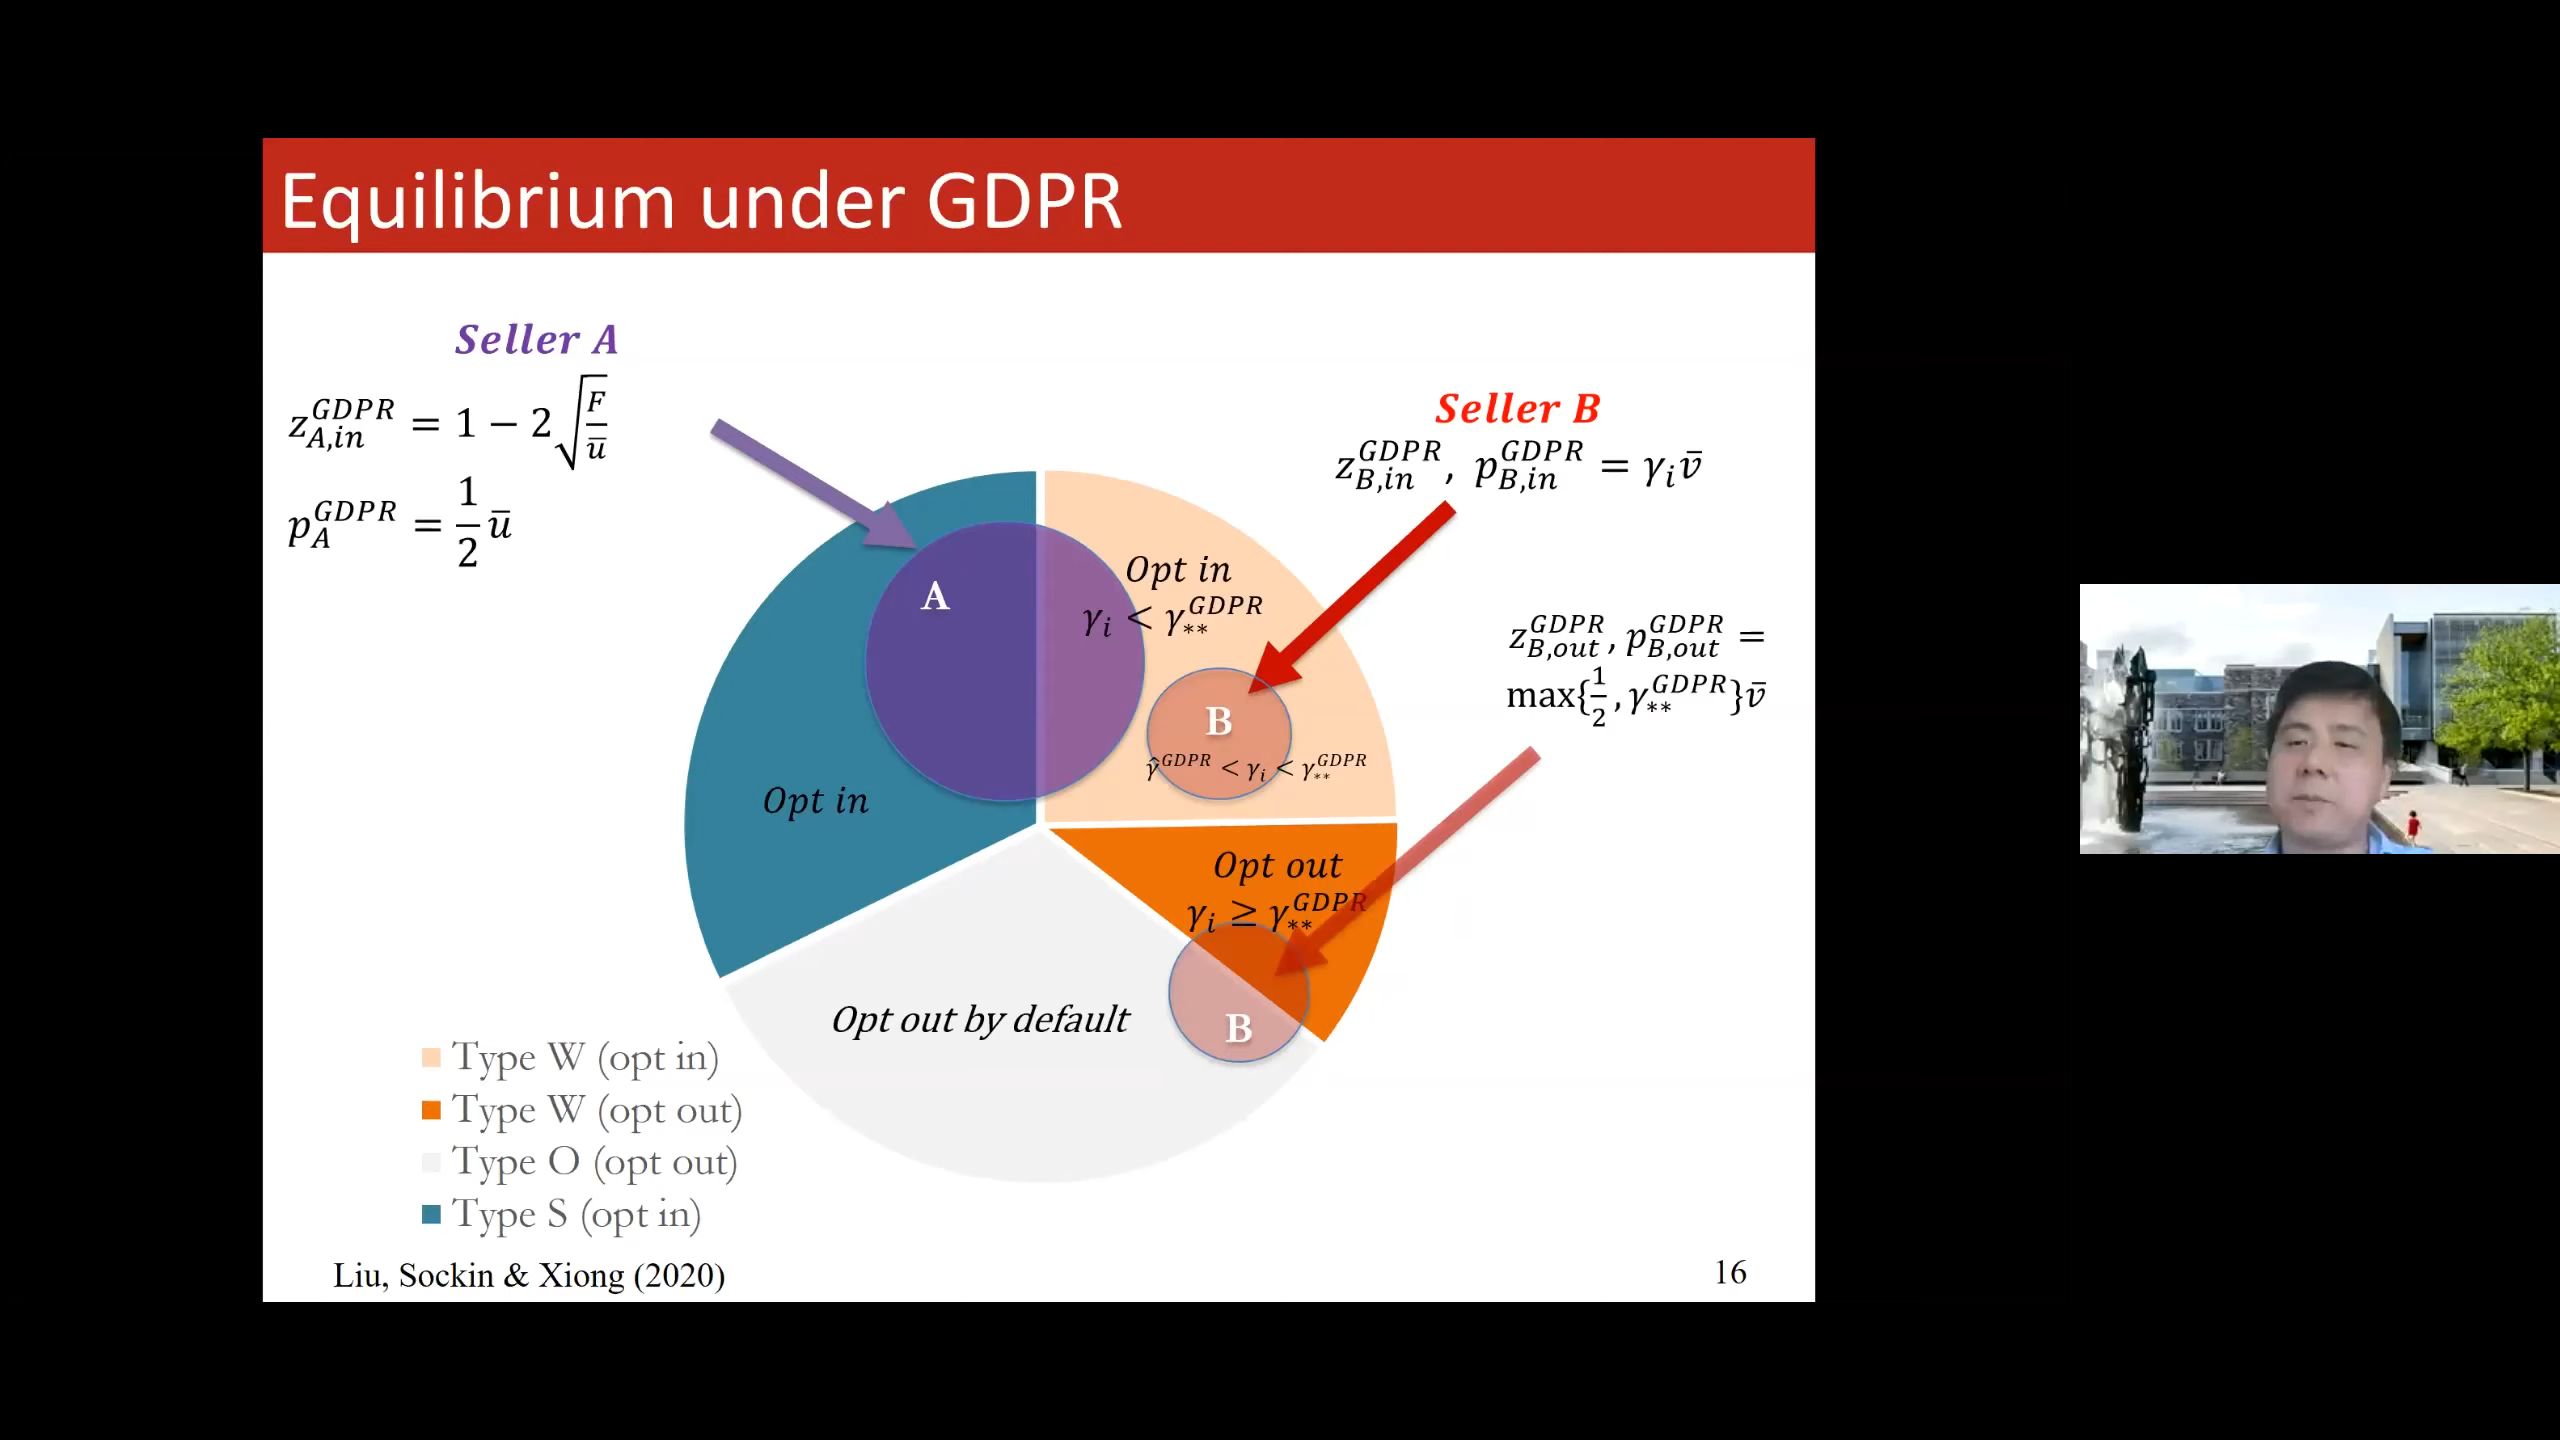 Equilibrium under GDPR
Seller A
z_{A,in}^{GDPR} = 1 − 2√(F/ū)
p_A^{GDPR} = 1/2 ū
Seller B
z_{B,in}^{GDPR}, p_{B,in}^{GDPR} = γ_i v̄
z_{B,out}^{GDPR}, p_{B,out}^{GDPR} =
max{1/2, γ_{**}^{GDPR}}v̄
A
Opt in
γ_i < γ_{**}^{GDPR}
B
γ̂^{GDPR} < γ_i < γ_{**}^{GDPR}
Opt in
Opt out
γ_i ≥ γ_{**}^{GDPR}
Opt out by default
B
Type W (opt in)
Type W (opt out)
Type O (opt out)
Type S (opt in)
Liu, Sockin & Xiong (2020)
16